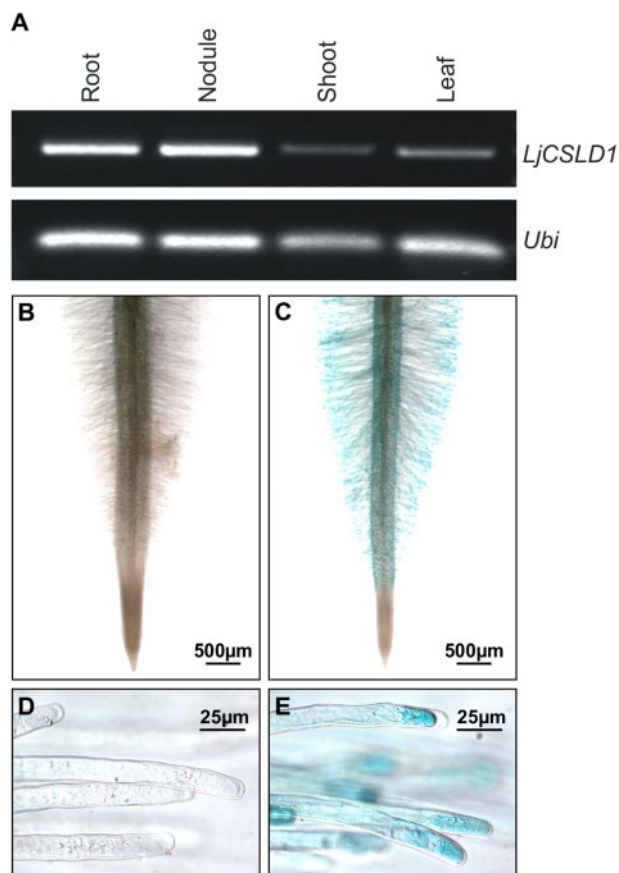 A
Root
Nodule
Shoot
Leaf
LjCSLD1
Ubi
B
C
500µm
500µm
D
25µm
E
25µm